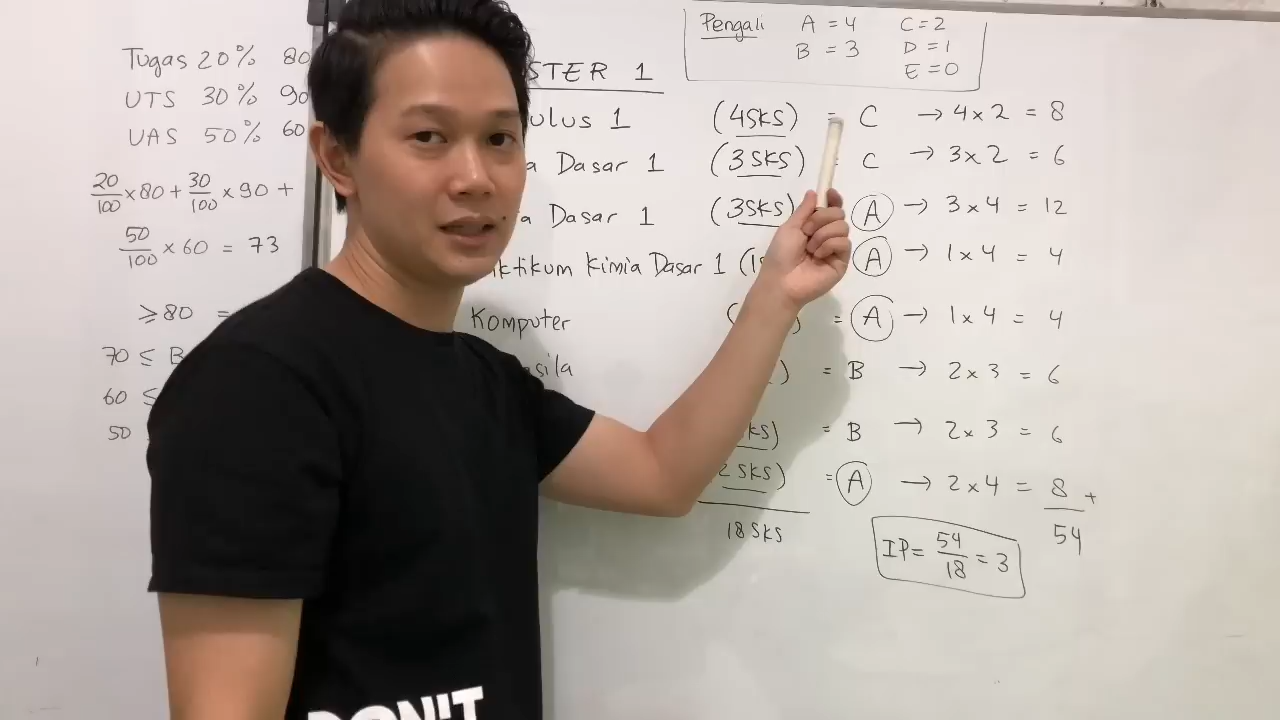 Tugas 20% 80
UTS 30% 90
UAS 50% 60
20/100 x 80 + 30/100 x 90 +
50/100 x 60 = 73
≥80 =
70 ≤ B
60 ≤
50
Pengali A = 4 C = 2
B = 3 D = 1
E = 0
STER 1
ulus 1 (4SKS) = C → 4 x 2 = 8
a Dasar 1 (3SKS) = C → 3 x 2 = 6
a Dasar 1 (3SKS) A → 3 x 4 = 12
ktikum Kimia Dasar 1 (1S A → 1 x 4 = 4
Komputer ( ) = A → 1 x 4 = 4
sila ) = B → 2 x 3 = 6
KS) = B → 2 x 3 = 6
2 SKS) = A → 2 x 4 = 8 +
18 SKS 54
IP = 54/18 = 3
DON'T